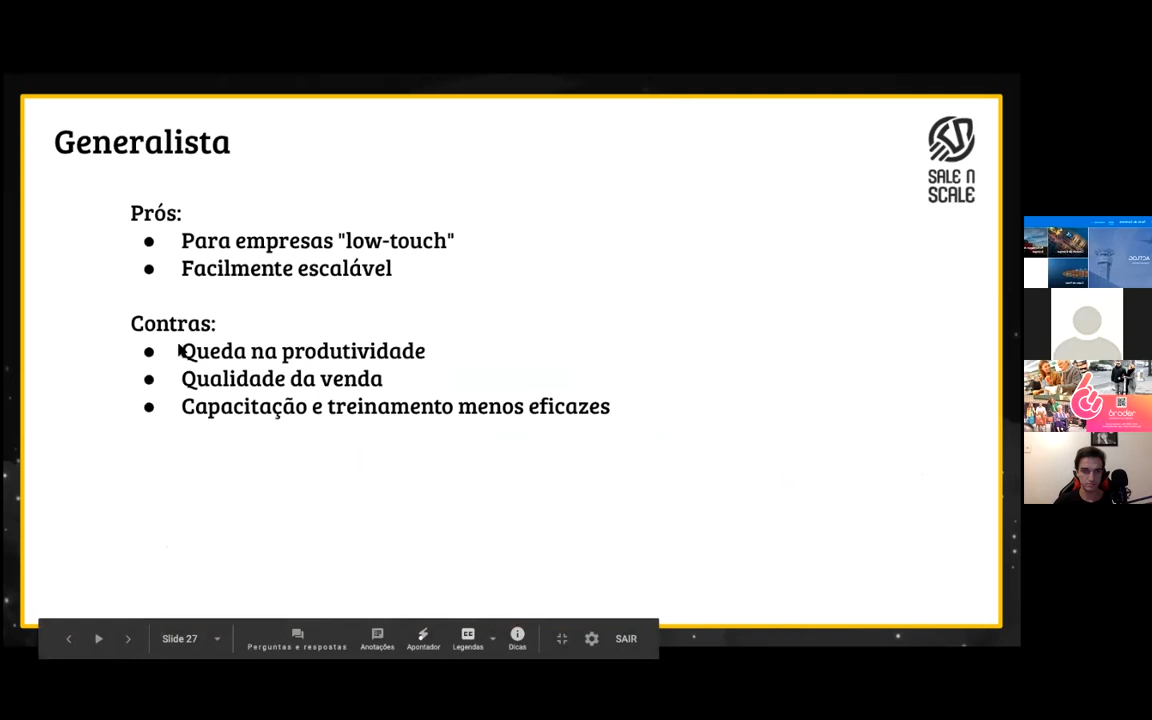 Generalista
SALE N
SCALE
Prós:
● Para empresas "low-touch"
● Facilmente escalável
Contras:
● Queda na produtividade
● Qualidade da venda
● Capacitação e treinamento menos eficazes
Slide 27
Perguntas e respostas
Anotações
Apontador
CC
Legendas
Dicas
SAIR